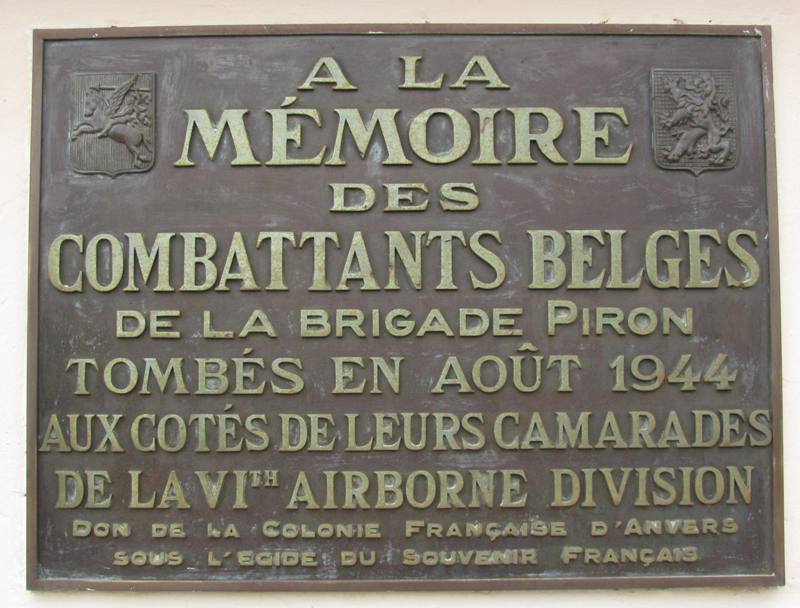 A LA
MÉMOIRE
DES
COMBATTANTS BELGES
DE LA BRIGADE PIRON
TOMBÉS EN AOÛT 1944
AUX COTÉS DE LEURS CAMARADES
DE LA VITH AIRBORNE DIVISION
DON DE LA COLONIE FRANÇAISE D'ANVERS
SOUS L'EGIDE DU SOUVENIR FRANÇAIS